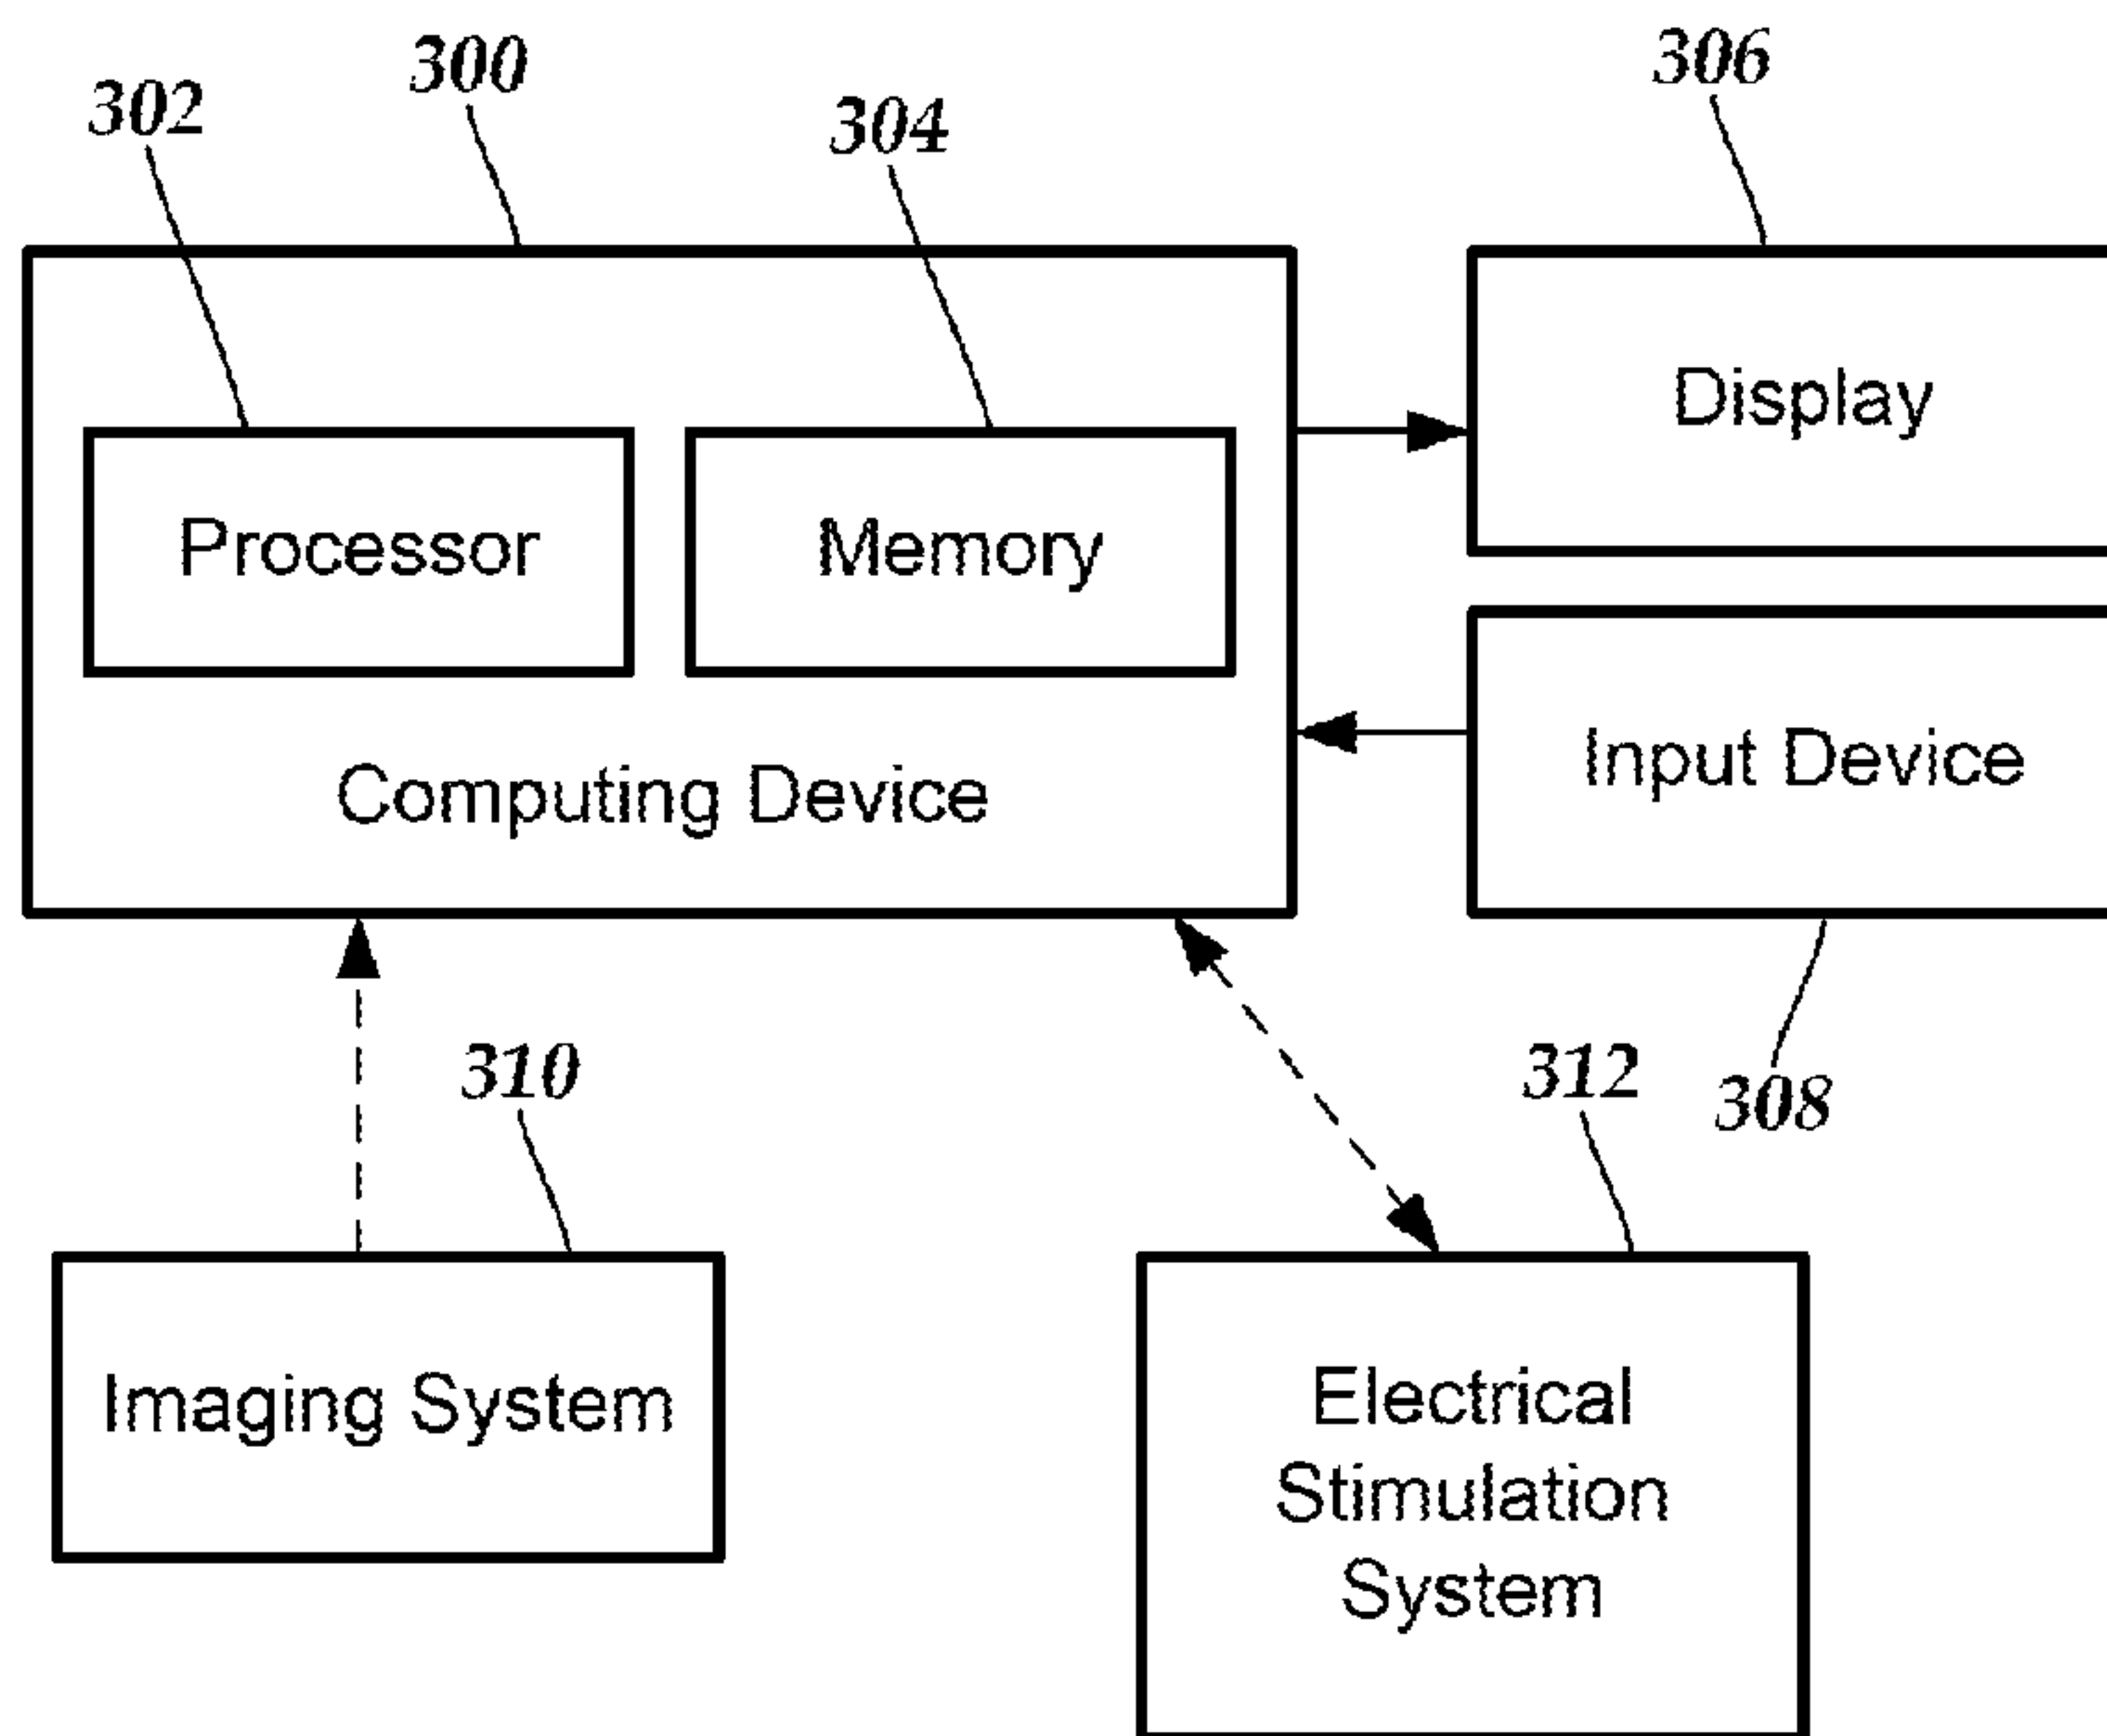 300
306
302
304
Display
Processor
Memory
Input Device
Computing Device
310
312
308
Imaging System
Electrical
Stimulation
System